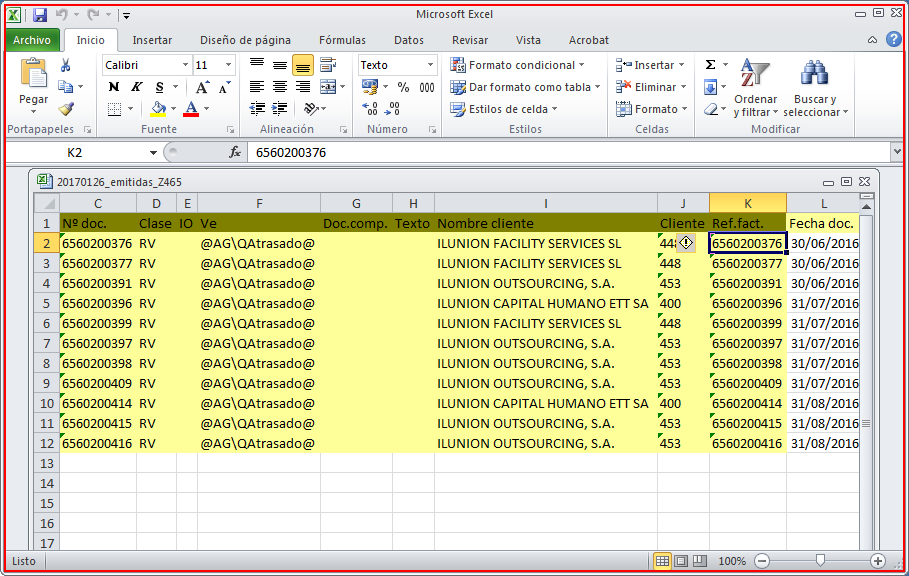 Microsoft Excel
Archivo Inicio Insertar Diseño de página Fórmulas Datos Revisar Vista Acrobat
Pegar
Portapapeles
Calibri 11
N K S A A
A
Fuente
Alineación
Texto
% 000
Número
Formato condicional
Dar formato como tabla
Estilos de celda
Estilos
Insertar
Eliminar
Formato
Celdas
Σ
Ordenar y filtrar
Buscar y seleccionar
Modificar
K2 fx 6560200376
20170126_emitidas_Z465
C D E F G H I J K L
1 Nº doc. Clase IO Ve Doc.comp. Texto Nombre cliente Cliente Ref.fact. Fecha doc.
2 6560200376 RV @AG\QAtrasado@ ILUNION FACILITY SERVICES SL 448 6560200376 30/06/2016
3 6560200377 RV @AG\QAtrasado@ ILUNION FACILITY SERVICES SL 448 6560200377 30/06/2016
4 6560200391 RV @AG\QAtrasado@ ILUNION OUTSOURCING, S.A. 453 6560200391 30/06/2016
5 6560200396 RV @AG\QAtrasado@ ILUNION CAPITAL HUMANO ETT SA 400 6560200396 31/07/2016
6 6560200399 RV @AG\QAtrasado@ ILUNION FACILITY SERVICES SL 448 6560200399 31/07/2016
7 6560200397 RV @AG\QAtrasado@ ILUNION OUTSOURCING, S.A. 453 6560200397 31/07/2016
8 6560200398 RV @AG\QAtrasado@ ILUNION OUTSOURCING, S.A. 453 6560200398 31/07/2016
9 6560200409 RV @AG\QAtrasado@ ILUNION OUTSOURCING, S.A. 453 6560200409 31/07/2016
10 6560200414 RV @AG\QAtrasado@ ILUNION CAPITAL HUMANO ETT SA 400 6560200414 31/08/2016
11 6560200415 RV @AG\QAtrasado@ ILUNION OUTSOURCING, S.A. 453 6560200415 31/08/2016
12 6560200416 RV @AG\QAtrasado@ ILUNION OUTSOURCING, S.A. 453 6560200416 31/08/2016
13
14
15
16
17
Listo 100%